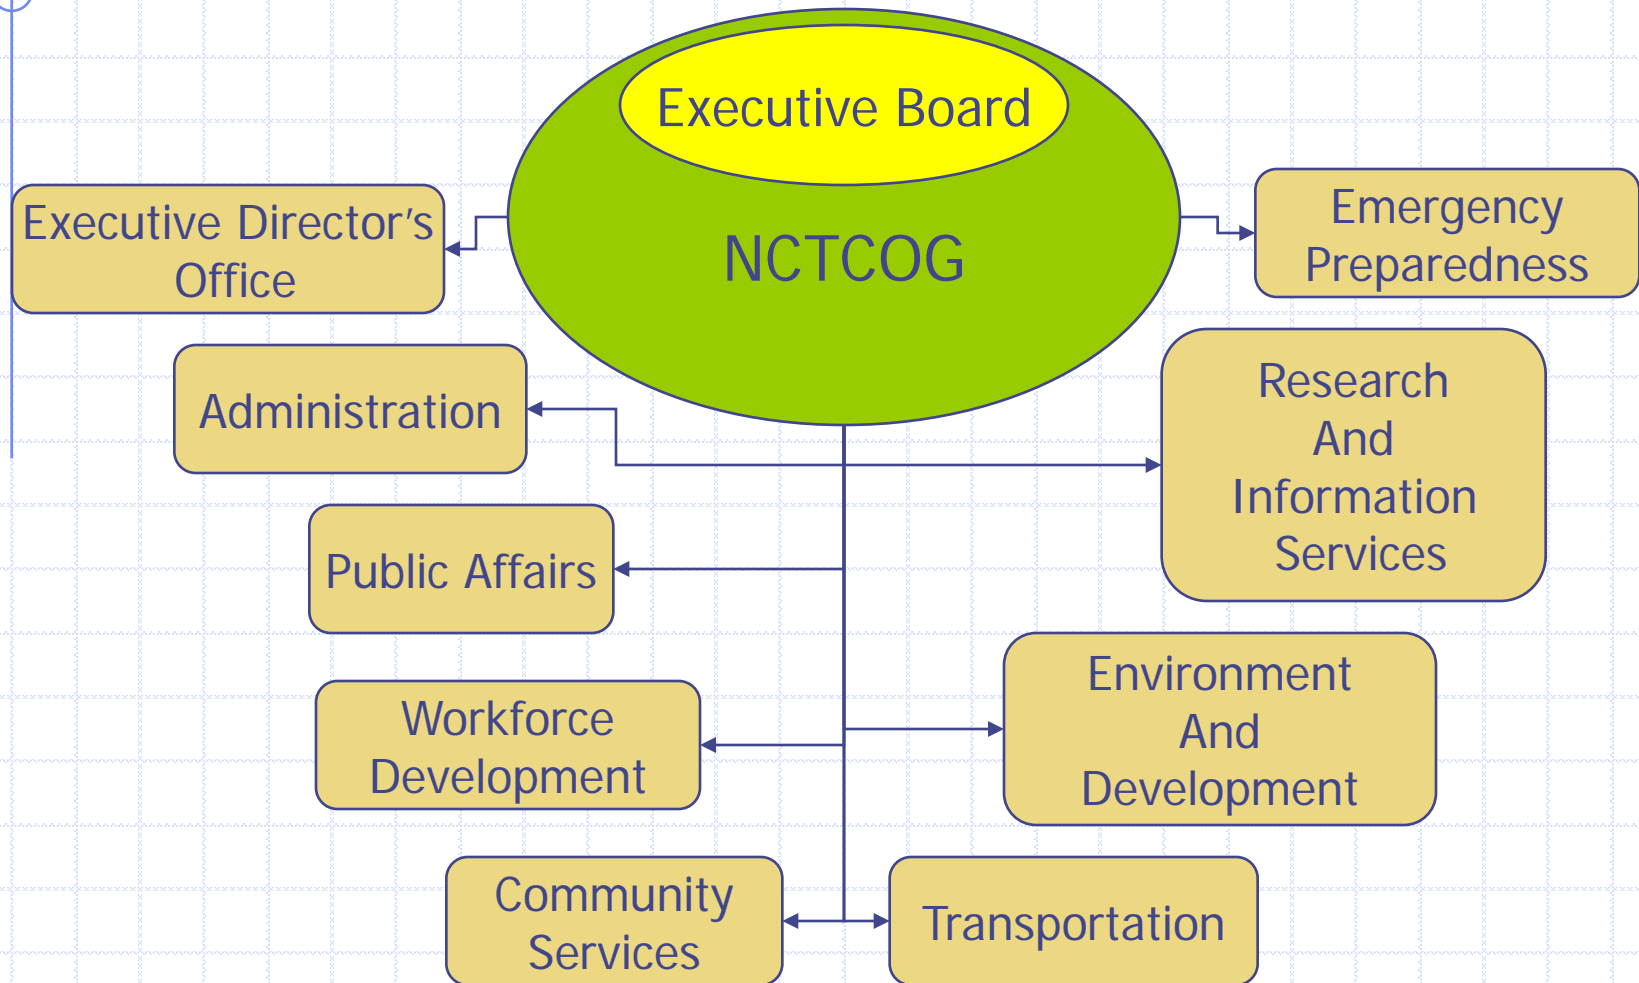 Executive Board
NCTCOG
Executive Director's
Office
Emergency
Preparedness
Administration
Research
And
Information
Services
Public Affairs
Workforce
Development
Environment
And
Development
Community
Services
Transportation